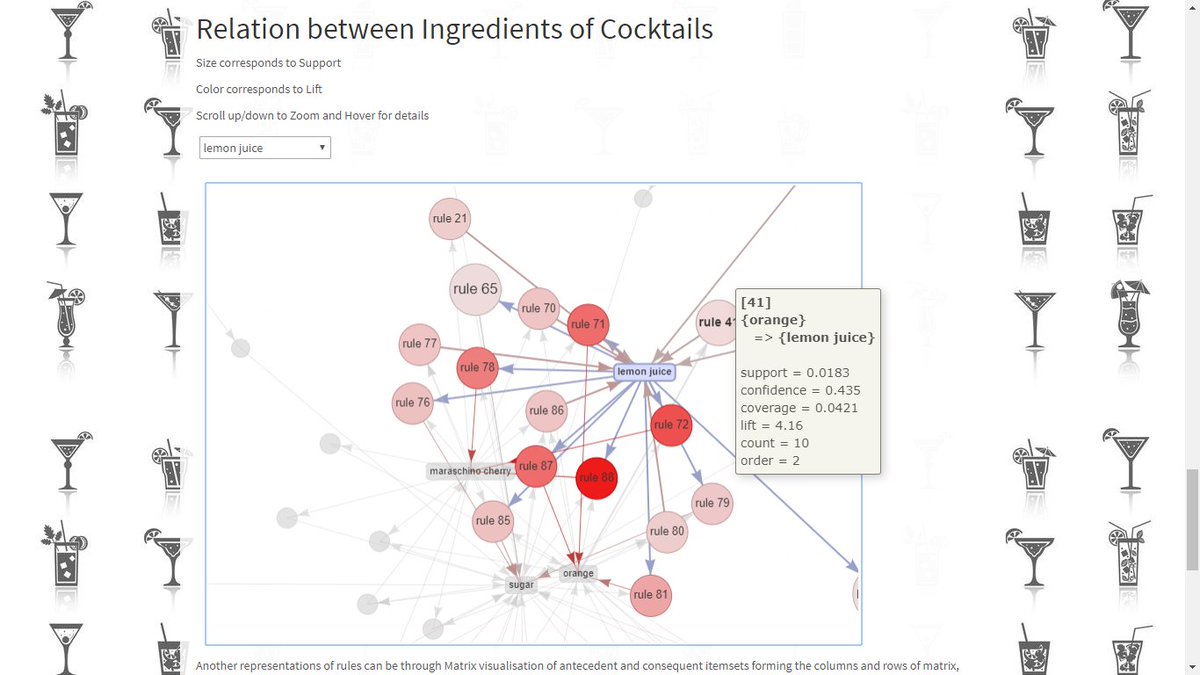 Relation between Ingredients of Cocktails
Size corresponds to Support
Color corresponds to Lift
Scroll up/down to Zoom and Hover for details
lemon juice
rule 21
rule 65
rule 70
rule 71
rule 41
[41]
{orange}
=> {lemon juice}
support = 0.0183
confidence = 0.435
coverage = 0.0421
lift = 4.16
count = 10
order = 2
rule 77
rule 78
lemon juice
rule 76
rule 86
rule 72
maraschino cherry
rule 87
rule 88
rule 79
rule 85
rule 80
orange
sugar
rule 81
Another representations of rules can be through Matrix visualisation of antecedent and consequent itemsets forming the columns and rows of matrix,